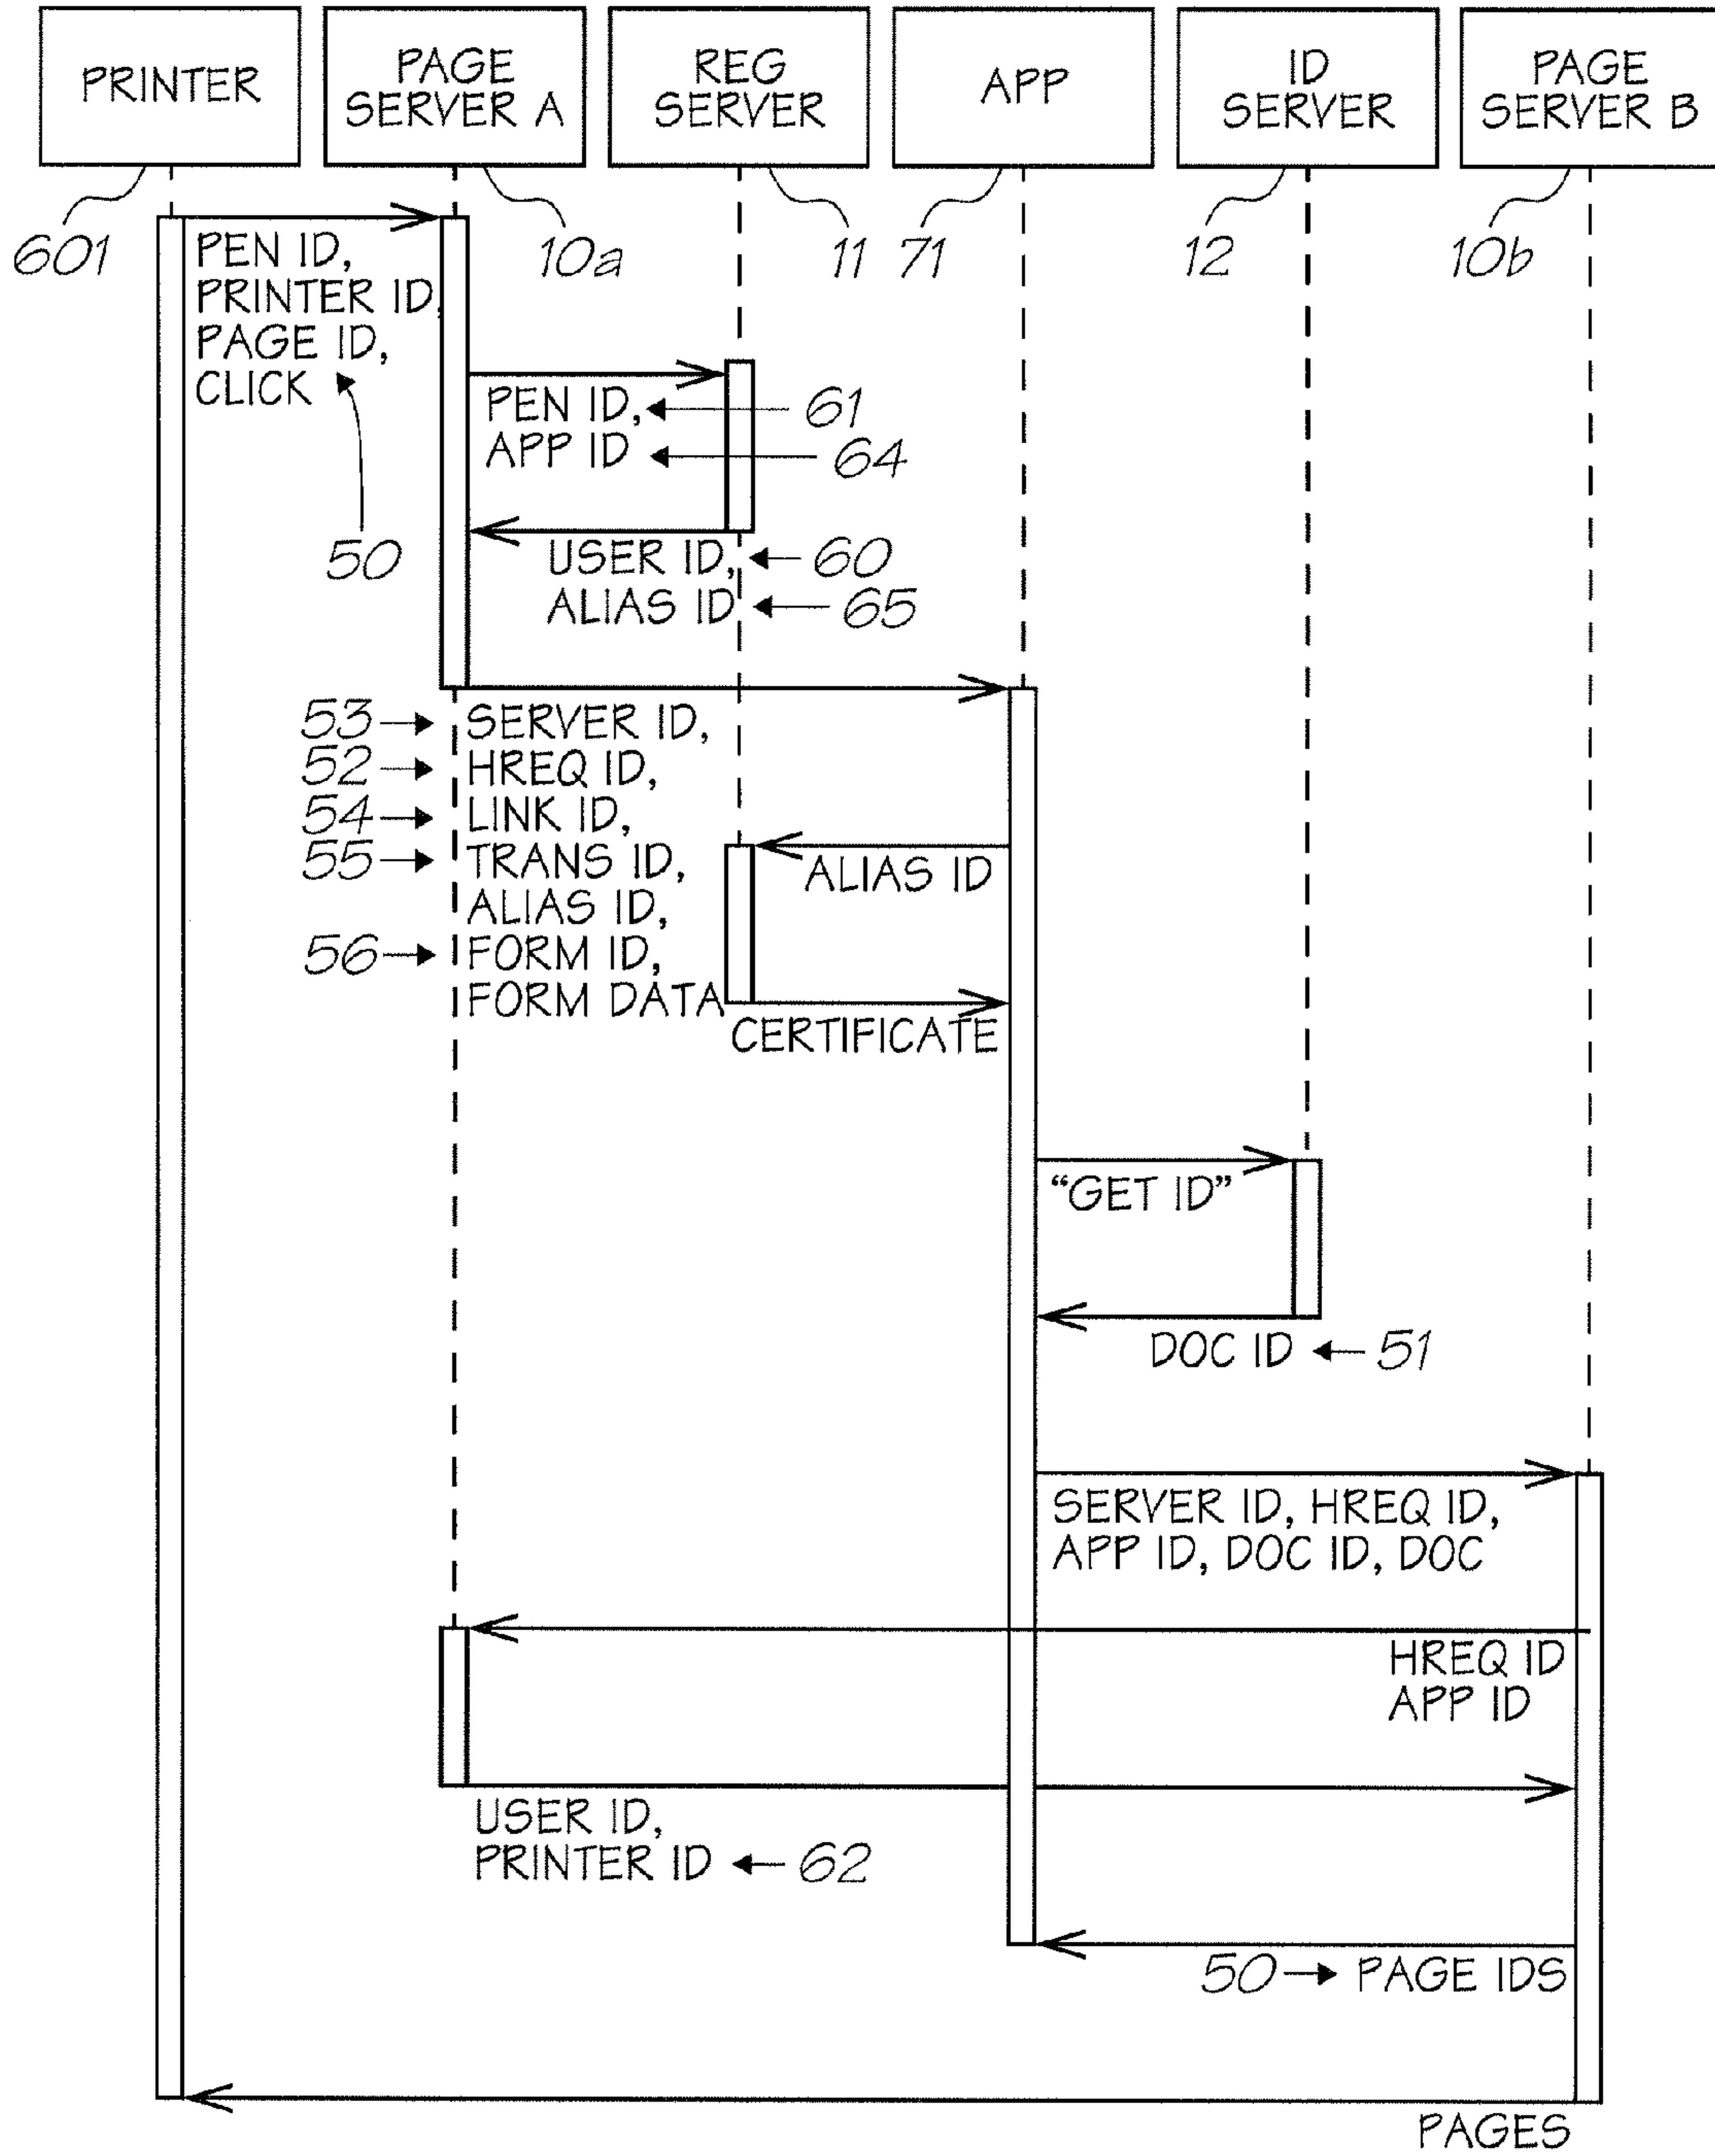 PRINTER
PAGE
SERVER A
REG
SERVER
APP
ID
SERVER
PAGE
SERVER B
601
10a
11
71
12
10b
PEN ID,
PRINTER ID,
PAGE ID,
CLICK
50
PEN ID,
61
APP ID
64
USER ID,
60
ALIAS ID
65
53
SERVER ID,
52
HREQ ID,
54
LINK ID,
55
TRANS ID,
ALIAS ID,
56
FORM ID,
FORM DATA
ALIAS ID
CERTIFICATE
“GET ID”
DOC ID
51
SERVER ID, HREQ ID,
APP ID, DOC ID, DOC
HREQ ID
APP ID
USER ID,
PRINTER ID
62
50
PAGE IDS
PAGES